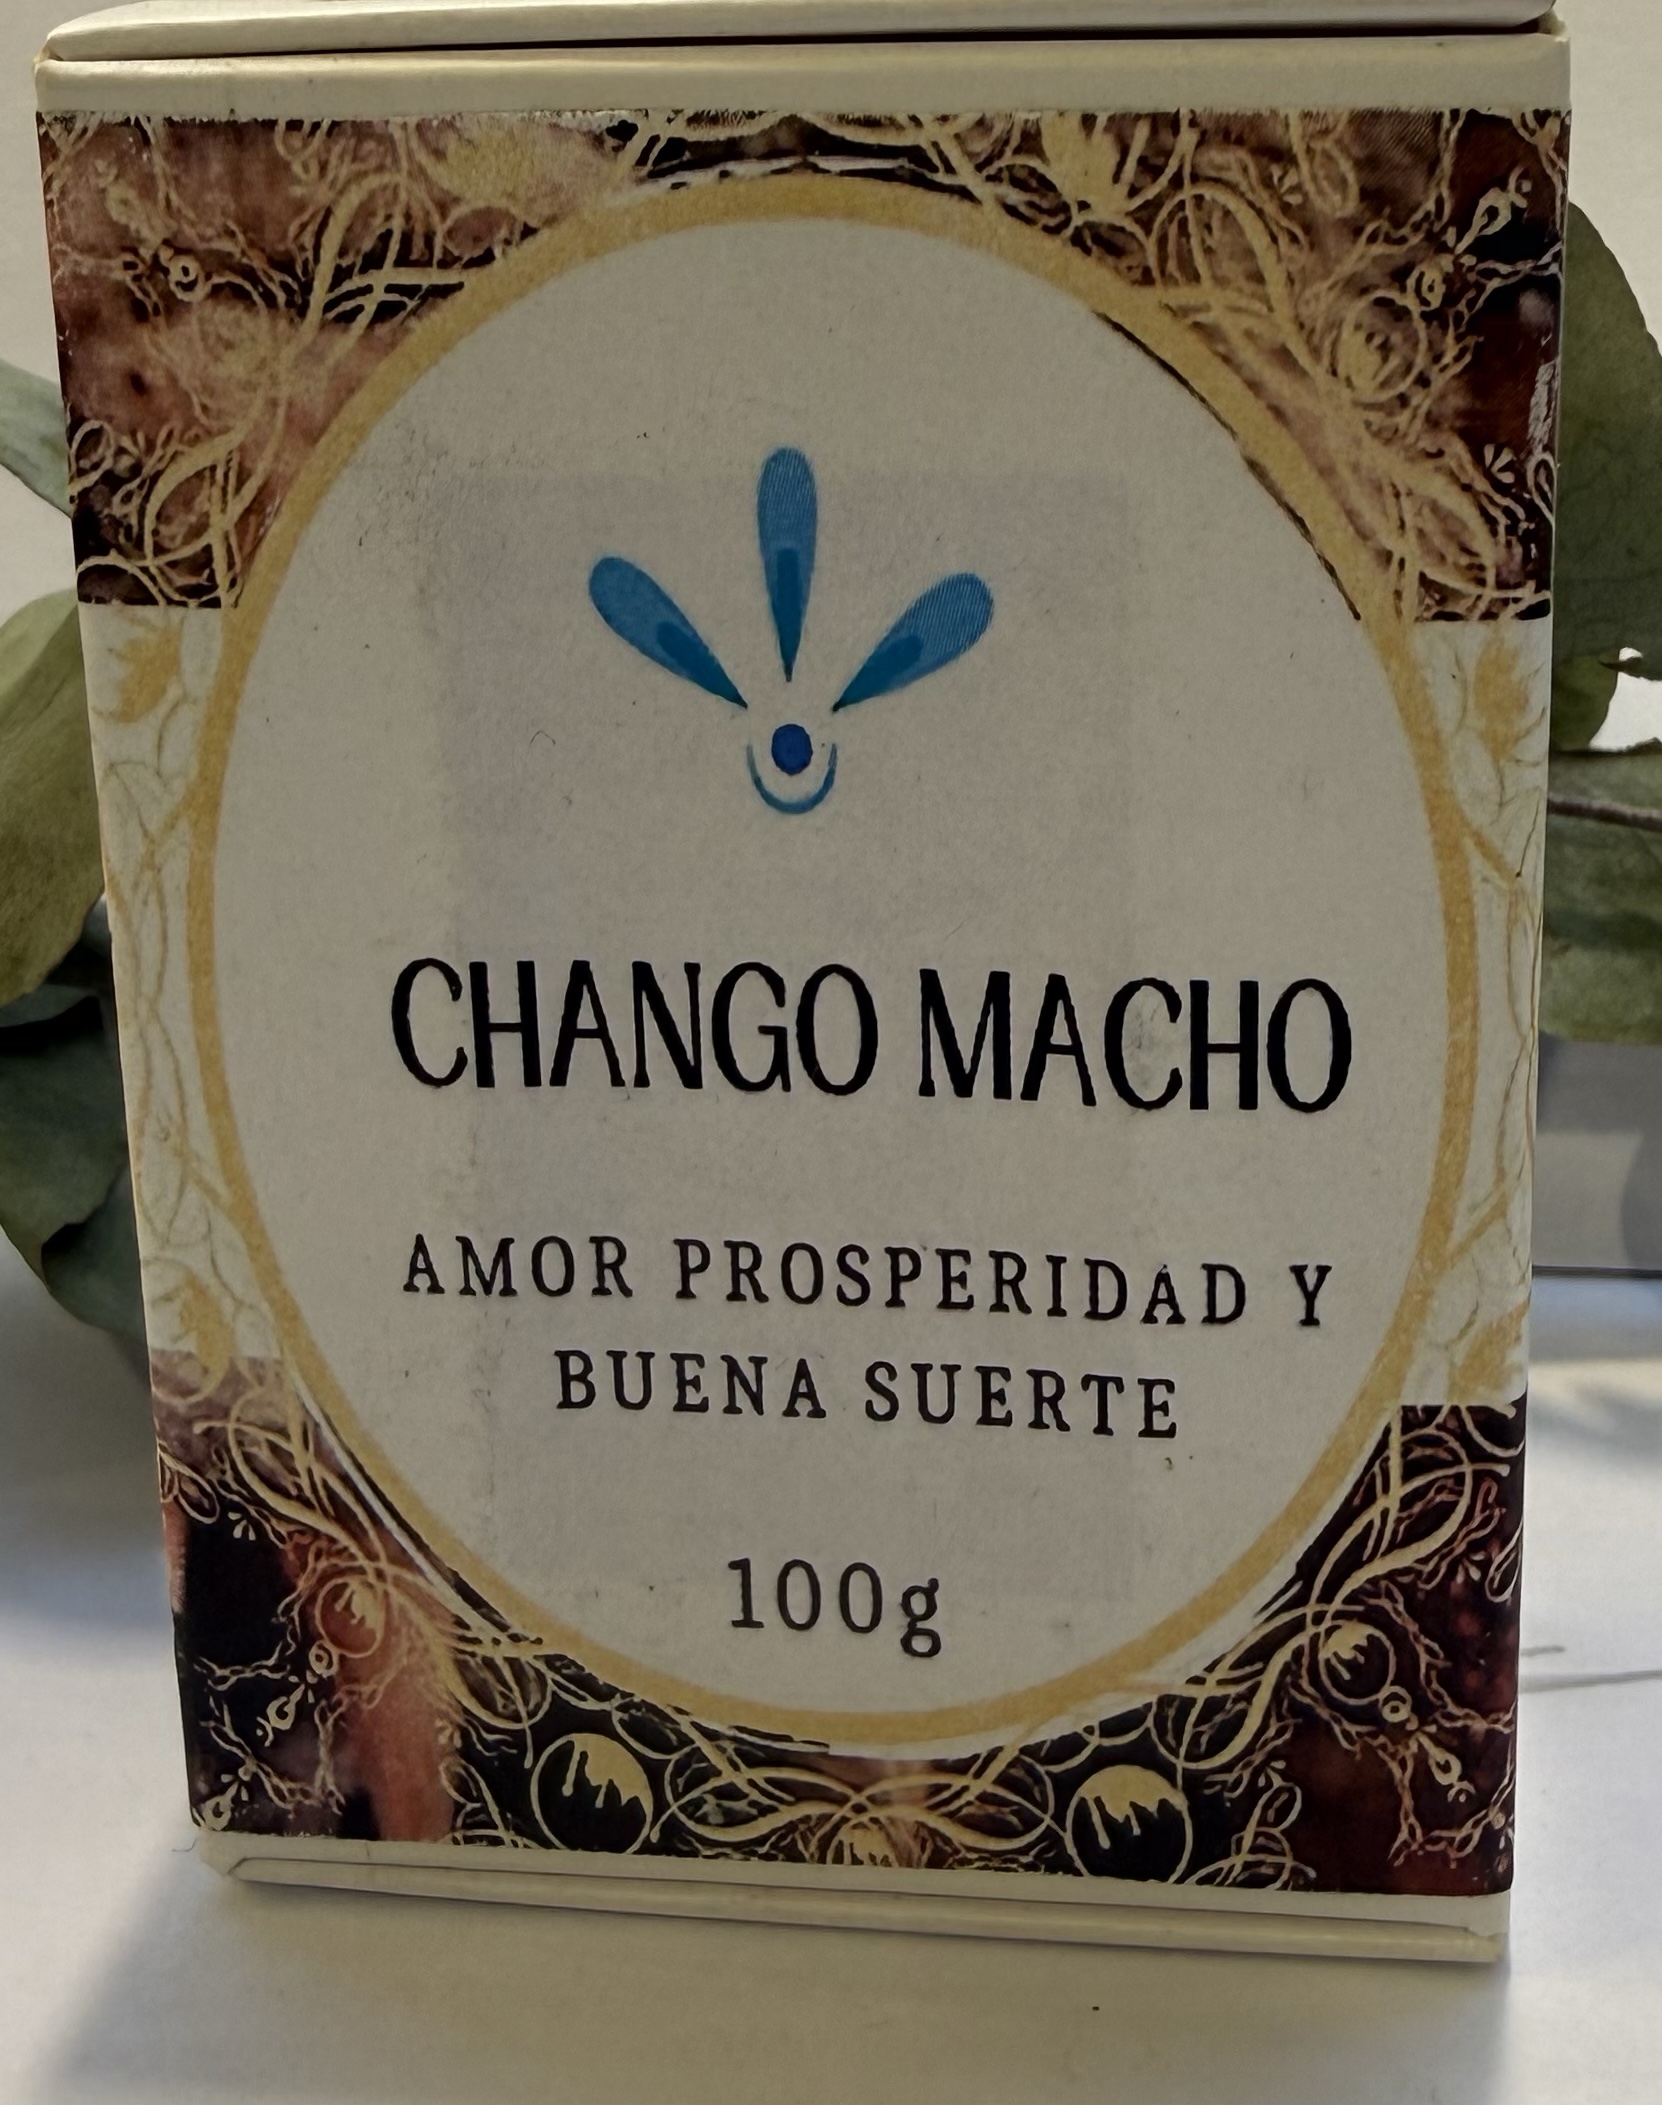 CHANGO MACHO
AMOR PROSPERIDAD Y
BUENA SUERTE
100g